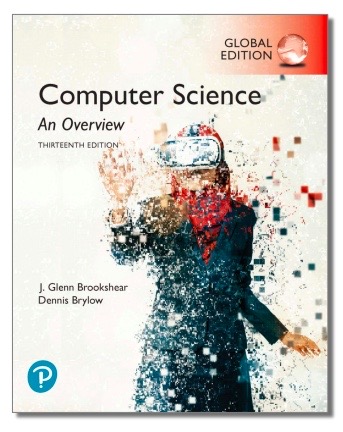 GLOBAL
EDITION
Computer Science
An Overview
THIRTEENTH EDITION
J. Glenn Brookshear
Dennis Brylow
P